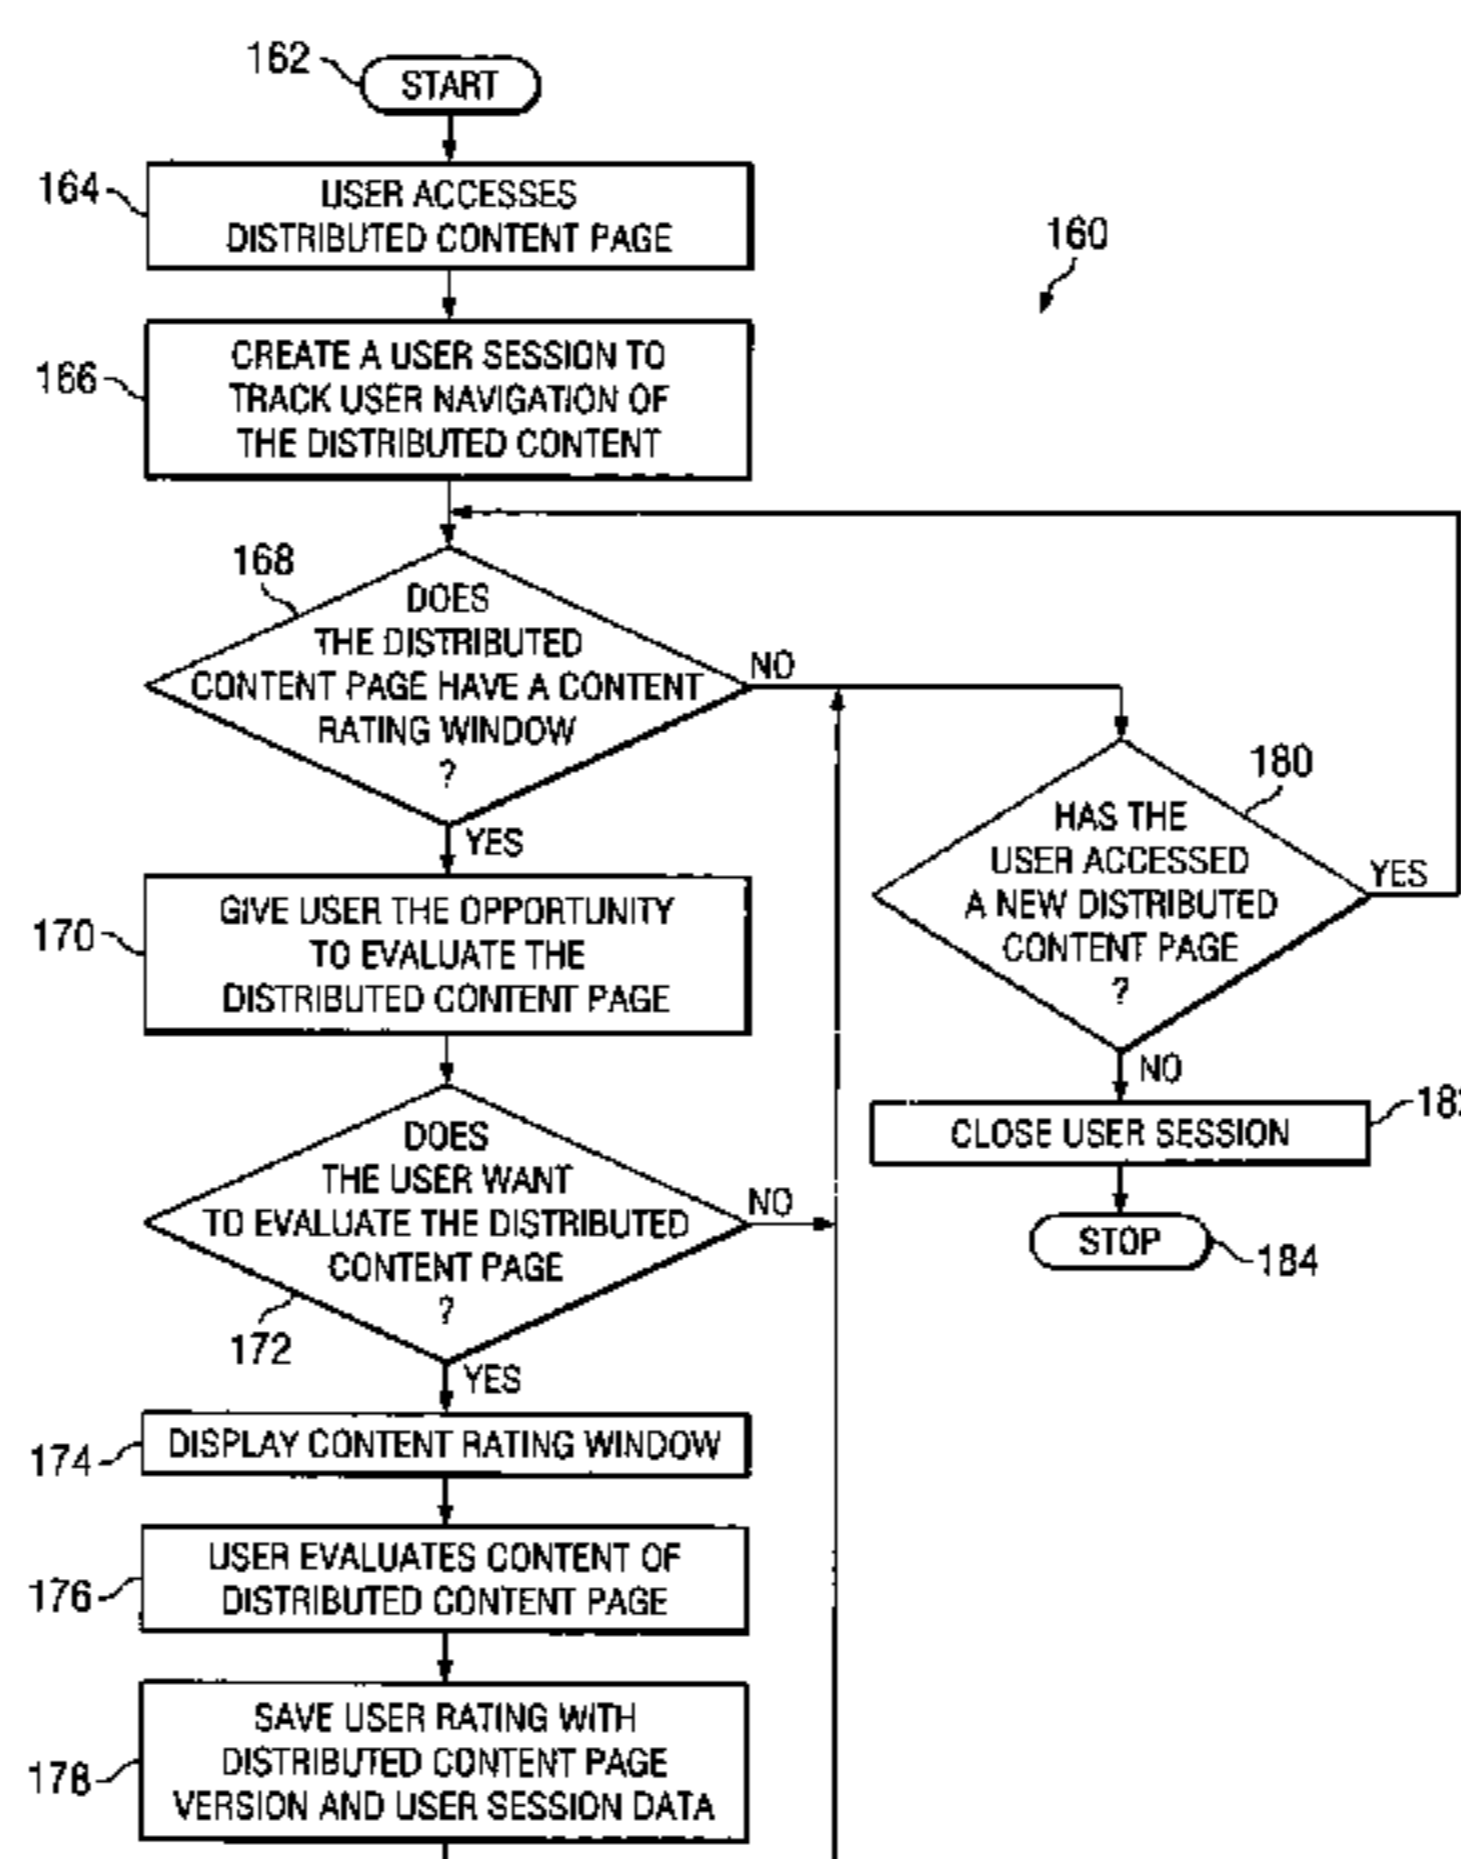 162
START
164
USER ACCESSES
DISTRIBUTED CONTENT PAGE
160
166
CREATE A USER SESSION TO
TRACK USER NAVIGATION OF
THE DISTRIBUTED CONTENT
168
DOES
THE DISTRIBUTED
CONTENT PAGE HAVE A CONTENT
RATING WINDOW
?
NO
YES
170
GIVE USER THE OPPORTUNITY
TO EVALUATE THE
DISTRIBUTED CONTENT PAGE
172
DOES
THE USER WANT
TO EVALUATE THE DISTRIBUTED
CONTENT PAGE
?
NO
YES
174
DISPLAY CONTENT RATING WINDOW
176
USER EVALUATES CONTENT OF
DISTRIBUTED CONTENT PAGE
178
SAVE USER RATING WITH
DISTRIBUTED CONTENT PAGE
VERSION AND USER SESSION DATA
180
HAS THE
USER ACCESSED
A NEW DISTRIBUTED
CONTENT PAGE
?
YES
NO
CLOSE USER SESSION
STOP
184